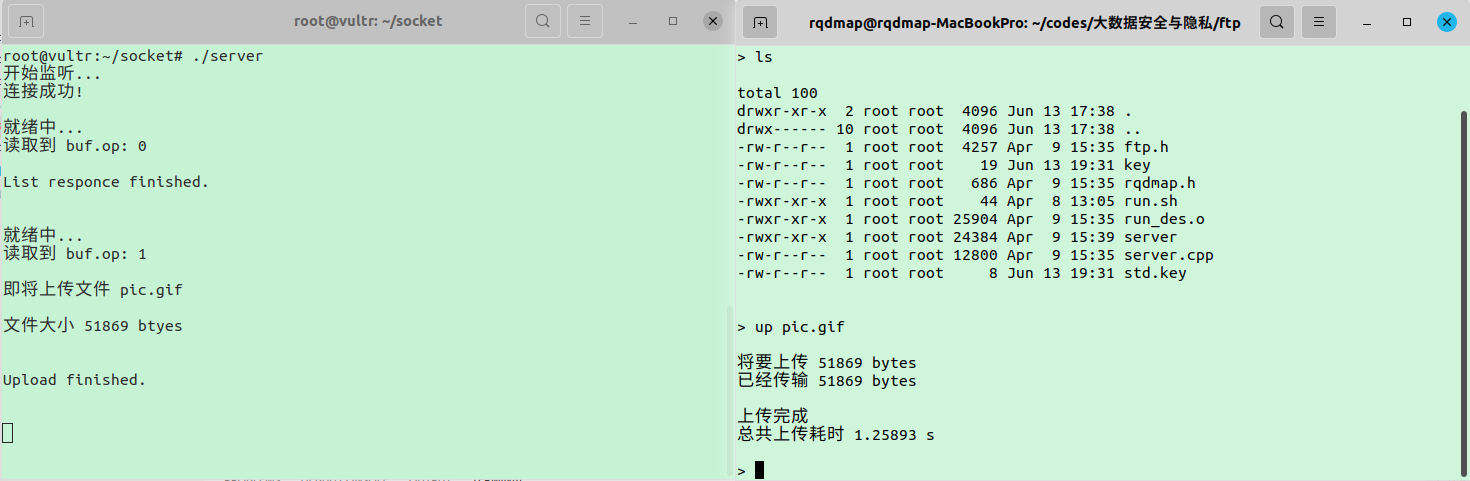 root@vultr: ~/socket
root@vultr:~/socket# ./server
开始监听...
连接成功!
就绪中...
读取到 buf.op: 0
List responce finished.
就绪中...
读取到 buf.op: 1
即将上传文件 pic.gif
文件大小 51869 btyes
Upload finished.
rqdmap@rqdmap-MacBookPro: ~/codes/大数据安全与隐私/ftp
> ls
total 100
drwxr-xr-x  2 root root  4096 Jun 13 17:38 .
drwx------ 10 root root  4096 Jun 13 17:38 ..
-rw-r--r--  1 root root  4257 Apr  9 15:35 ftp.h
-rw-r--r--  1 root root    19 Jun 13 19:31 key
-rw-r--r--  1 root root   686 Apr  9 15:35 rqdmap.h
-rwxr-xr-x  1 root root    44 Apr  8 13:05 run.sh
-rwxr-xr-x  1 root root 25904 Apr  9 15:35 run_des.o
-rwxr-xr-x  1 root root 24384 Apr  9 15:39 server
-rw-r--r--  1 root root 12800 Apr  9 15:35 server.cpp
-rw-r--r--  1 root root     8 Jun 13 19:31 std.key
> up pic.gif
将要上传 51869 bytes
已经传输 51869 bytes
上传完成
总共上传耗时 1.25893 s
>